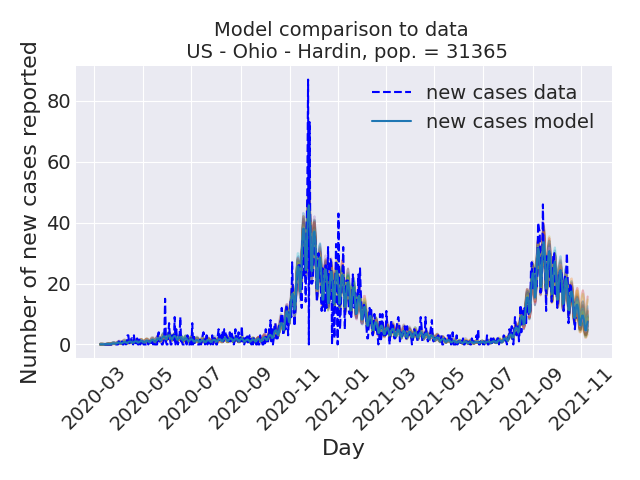 Model comparison to data
US - Ohio - Hardin, pop. = 31365
Number of new cases reported
80
60
40
20
0
new cases data
new cases model
2020-03
2020-05
2020-07
2020-09
2020-11
2021-01
2021-03
2021-05
2021-07
2021-09
2021-11
Day